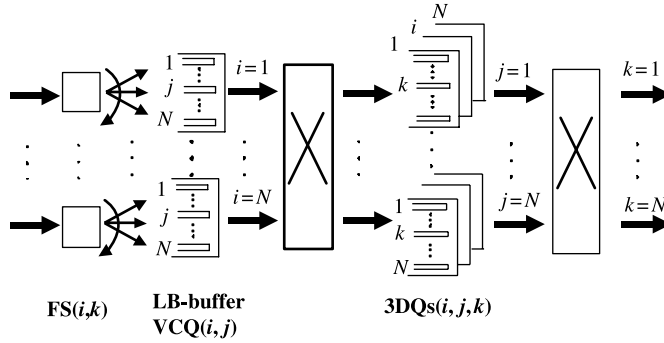 N
i
1 i=1 1 j=1 k=1
j k
N N
1 i=N 1 j=N k=N
j k
N N
FS(i,k) LB-buffer 3DQs(i,j,k)
VCQ(i,j)